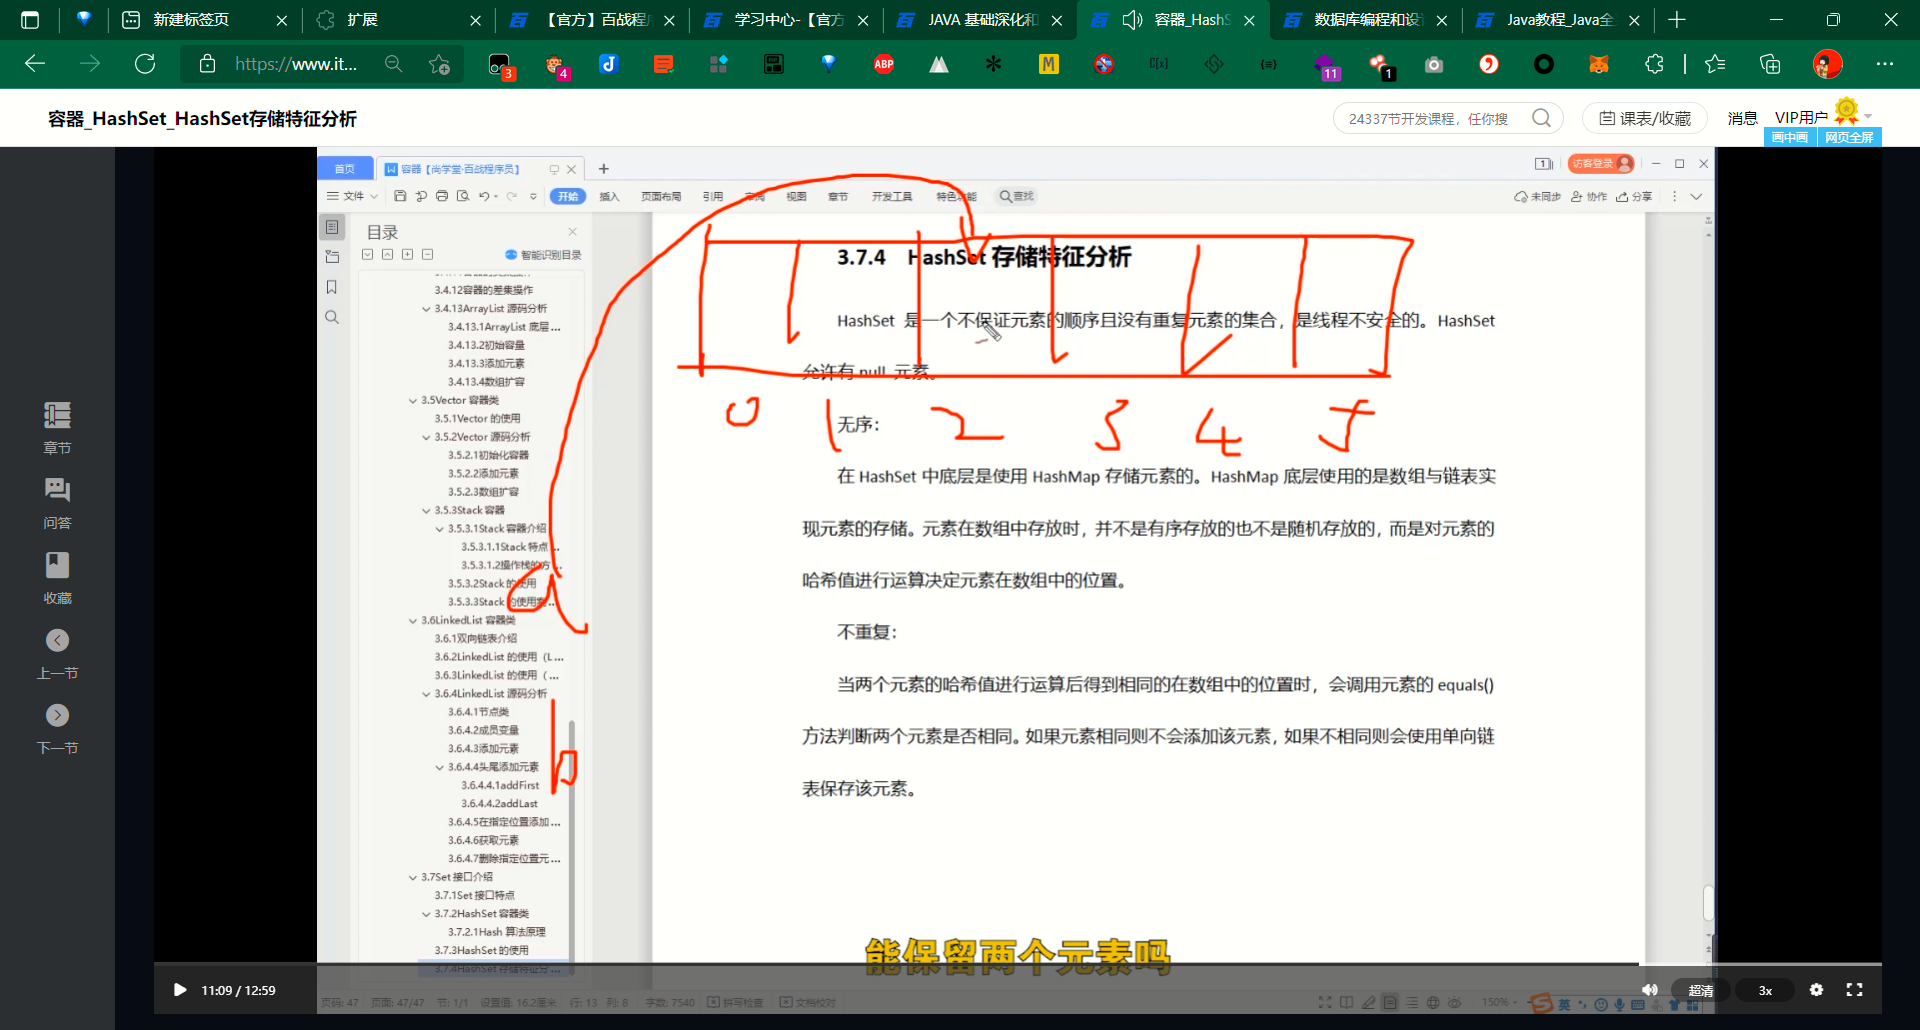 新建标签页
扩展
【官方】百战程序
学习中心-【官方
JAVA 基础深化和
容器_HashS
数据库编程和设
Java教程_Java全
https://www.it...
3
4
ABP
M
11
1
容器_HashSet_HashSet存储特征分析
24337节开发课程，任你搜
课表/收藏
消息
VIP用户
画中画
网页全屏
章节
问答
收藏
上一节
下一节
首页
容器【尚学堂·百战程序员】
访客登录
文件
开始
插入
页面布局
引用
审阅
视图
章节
开发工具
特色功能
查找
未同步
协作
分享
目录
智能识别目录
3.4.12容器的差集操作
3.4.13ArrayList 源码分析
3.4.13.1ArrayList 底层...
3.4.13.2初始容量
3.4.13.3添加元素
3.4.13.4数组扩容
3.5Vector 容器类
3.5.1Vector 的使用
3.5.2Vector 源码分析
3.5.2.1初始化容器
3.5.2.2添加元素
3.5.2.3数组扩容
3.5.3Stack 容器
3.5.3.1Stack 容器介绍
3.5.3.1.1Stack 特点...
3.5.3.1.2操作栈的方...
3.5.3.2Stack 的使用
3.5.3.3Stack 的使用案...
3.6LinkedList 容器类
3.6.1双向链表介绍
3.6.2LinkedList 的使用（L...
3.6.3LinkedList 的使用（ ...
3.6.4LinkedList 源码分析
3.6.4.1节点类
3.6.4.2成员变量
3.6.4.3添加元素
3.6.4.4头尾添加元素
3.6.4.4.1addFirst
3.6.4.4.2addLast
3.6.4.5在指定位置添加...
3.6.4.6获取元素
3.6.4.7删除指定位置元...
3.7Set 接口介绍
3.7.1Set 接口特点
3.7.2HashSet 容器类
3.7.2.1Hash 算法原理
3.7.3HashSet 的使用
3.7.4HashSet 存储特征分...
a
b
3.7.4 HashSet 存储特征分析
HashSet 是一个不保证元素的顺序且没有重复元素的集合，是线程不安全的。HashSet
允许有 null 元素。
0 1 2 3 4 5
无序：
在 HashSet 中底层是使用 HashMap 存储元素的。HashMap 底层使用的是数组与链表实
现元素的存储。元素在数组中存放时，并不是有序存放的也不是随机存放的，而是对元素的
哈希值进行运算决定元素在数组中的位置。
不重复：
当两个元素的哈希值进行运算后得到相同的在数组中的位置时，会调用元素的 equals()
方法判断两个元素是否相同。如果元素相同则不会添加该元素，如果不相同则会使用单向链
表保存该元素。
能保留两个元素吗
11:09 / 12:59
超清
3x
页码: 47
页面: 47/47
节: 1/1
设置值: 16.2厘米
行: 13
列: 8
字数: 7540
拼写检查
文档校对
150%
英